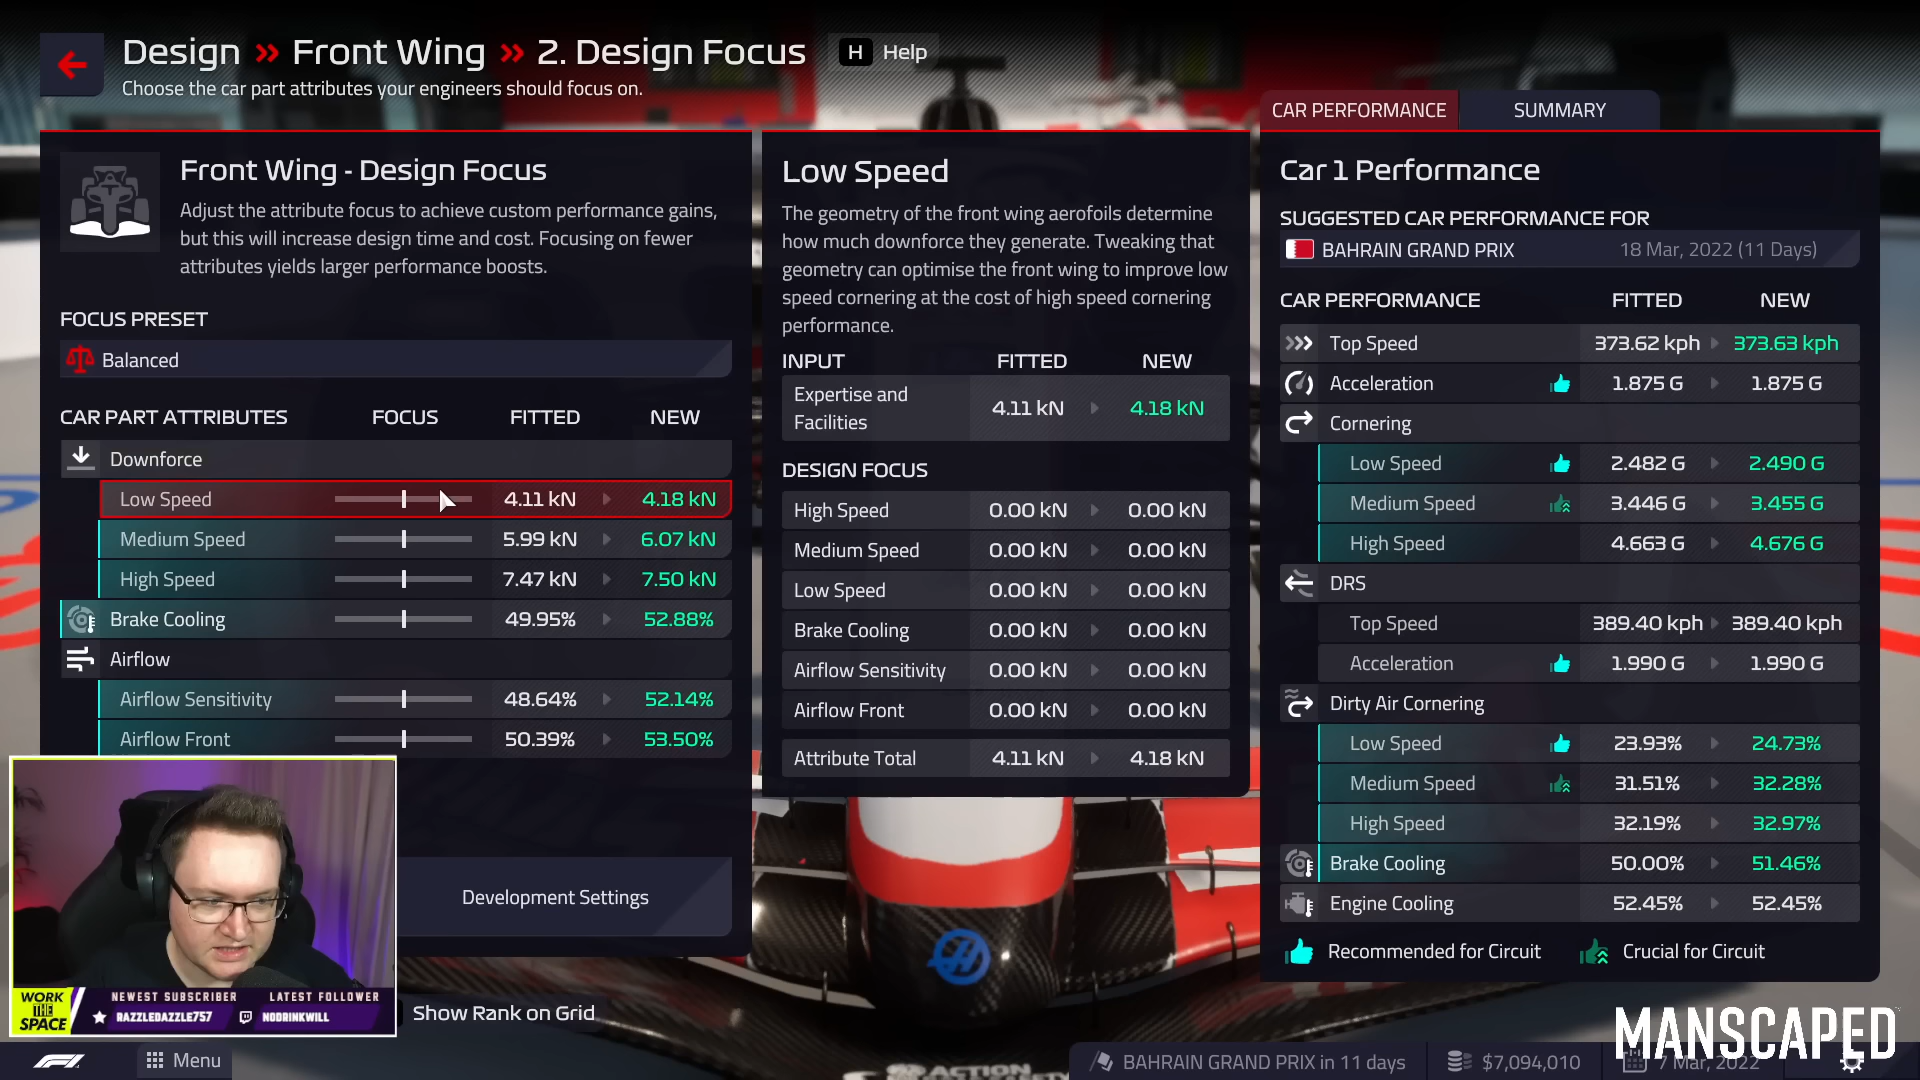 Design » Front Wing » 2. Design Focus
H Help
Choose the car part attributes your engineers should focus on.
CAR PERFORMANCE SUMMARY
Front Wing - Design Focus
Adjust the attribute focus to achieve custom performance gains,
but this will increase design time and cost. Focusing on fewer
attributes yields larger performance boosts.
FOCUS PRESET
Balanced
CAR PART ATTRIBUTES FOCUS FITTED NEW
Downforce
Low Speed 4.11 kN 4.18 kN
Medium Speed 5.99 kN 6.07 kN
High Speed 7.47 kN 7.50 kN
Brake Cooling 49.95% 52.88%
Airflow
Airflow Sensitivity 48.64% 52.14%
Airflow Front 50.39% 53.50%
Development Settings
Low Speed
The geometry of the front wing aerofoils determine
how much downforce they generate. Tweaking that
geometry can optimise the front wing to improve low
speed cornering at the cost of high speed cornering
performance.
INPUT FITTED NEW
Expertise and
Facilities 4.11 kN 4.18 kN
DESIGN FOCUS
High Speed 0.00 kN 0.00 kN
Medium Speed 0.00 kN 0.00 kN
Low Speed 0.00 kN 0.00 kN
Brake Cooling 0.00 kN 0.00 kN
Airflow Sensitivity 0.00 kN 0.00 kN
Airflow Front 0.00 kN 0.00 kN
Attribute Total 4.11 kN 4.18 kN
Car 1 Performance
SUGGESTED CAR PERFORMANCE FOR
BAHRAIN GRAND PRIX 18 Mar, 2022 (11 Days)
CAR PERFORMANCE FITTED NEW
Top Speed 373.62 kph 373.63 kph
Acceleration 1.875 G 1.875 G
Cornering
Low Speed 2.482 G 2.490 G
Medium Speed 3.446 G 3.455 G
High Speed 4.663 G 4.676 G
DRS
Top Speed 389.40 kph 389.40 kph
Acceleration 1.990 G 1.990 G
Dirty Air Cornering
Low Speed 23.93% 24.73%
Medium Speed 31.51% 32.28%
High Speed 32.19% 32.97%
Brake Cooling 50.00% 51.46%
Engine Cooling 52.45% 52.45%
Recommended for Circuit Crucial for Circuit
WORK
THE
SPACE
NEWEST SUBSCRIBER LATEST FOLLOWER
RAZZLEDAZZLE757 NODRINKWILL
Show Rank on Grid
MANSCAPED
F1 Menu
BAHRAIN GRAND PRIX in 11 days $7,094,010 7 Mar, 2022